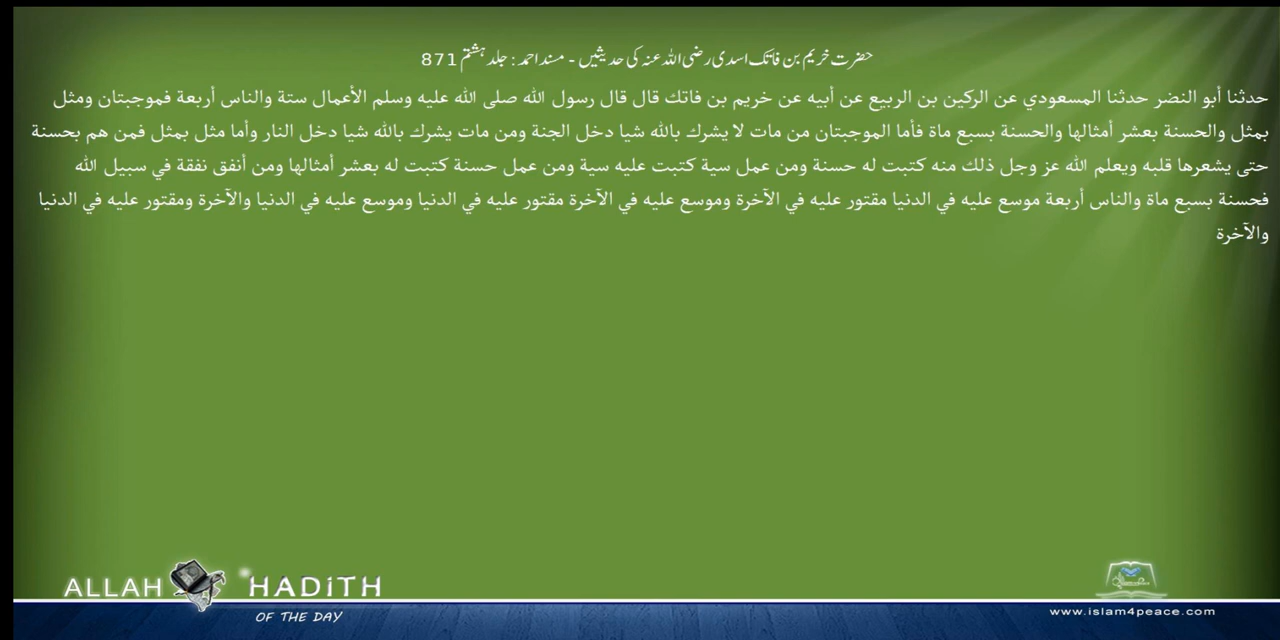 حضرت خریم بن فاتک اسدی رضی اللہ عنہ کی حدیثیں - مسند احمد : جلد ہشتم 871
حدثنا أبو النضر حدثنا المسعودي عن الركين بن الربيع عن أبيه عن خريم بن فاتك قال قال رسول الله صلى الله عليه وسلم الأعمال ستة والناس أربعة فموجبتان ومثل
بمثل والحسنة بعشر أمثالها والحسنة بسبع ماة فأما الموجبتان من مات لا يشرك بالله شيا دخل الجنة ومن مات يشرك بالله شيا دخل النار وأما مثل بمثل فمن هم بحسنة
حتى يشعرها قلبه ويعلم الله عز وجل ذلك منه كتبت له حسنة ومن عمل سية كتبت عليه سية ومن عمل حسنة كتبت له بعشر أمثالها ومن أنفق نفقة في سبيل الله
فحسنة بسبع ماة والناس أربعة موسع عليه في الدنيا مقتور عليه في الآخرة وموسع عليه في الآخرة مقتور عليه في الدنيا وموسع عليه في الدنيا والآخرة ومقتور عليه في الدنيا
والآخرة
ALLAH HADITH
OF THE DAY
www.islam4peace.com